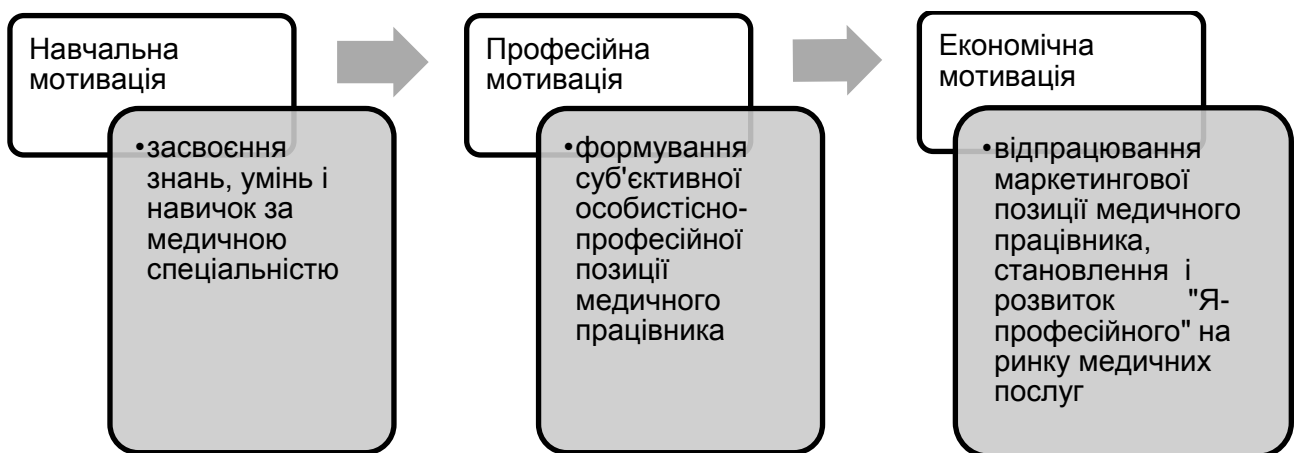 Навчальна
мотивація
•засвоєння
знань, умінь і
навичок за
медичною
спеціальністю
Професійна
мотивація
•формування
суб'єктивної
особистісно-
професійної
позиції
медичного
працівника
Економічна
мотивація
•відпрацювання
маркетингової
позиції медичного
працівника,
становлення і
розвиток "Я-
професійного" на
ринку медичних
послуг